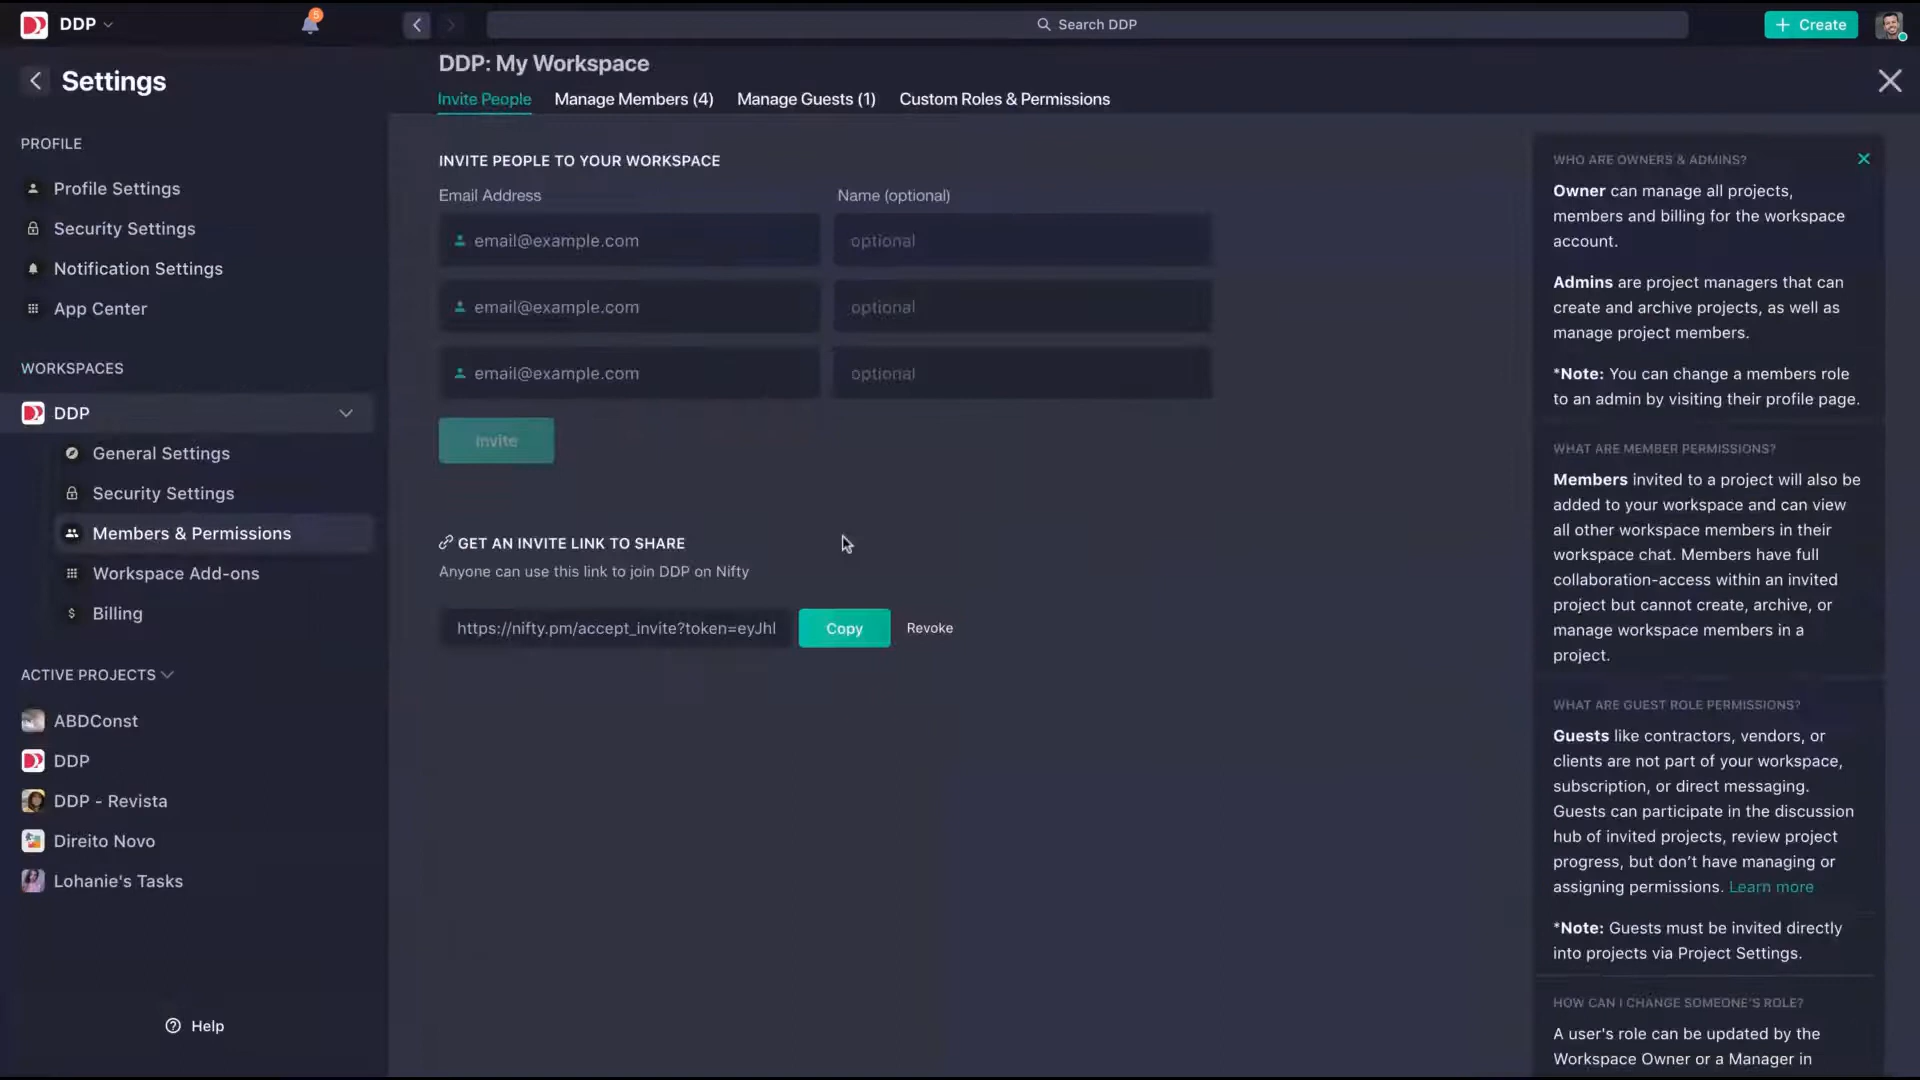 DDP
5
Search DDP
+ Create
Settings
DDP: My Workspace
Invite People
Manage Members (4)
Manage Guests (1)
Custom Roles & Permissions
PROFILE
Profile Settings
Security Settings
Notification Settings
App Center
WORKSPACES
DDP
General Settings
Security Settings
Members & Permissions
Workspace Add-ons
$ Billing
ACTIVE PROJECTS
ABDConst
DDP
DDP - Revista
Direito Novo
Lohanie's Tasks
? Help
INVITE PEOPLE TO YOUR WORKSPACE
Email Address
Name (optional)
email@example.com
optional
email@example.com
optional
email@example.com
optional
Invite
GET AN INVITE LINK TO SHARE
Anyone can use this link to join DDP on Nifty
https://nifty.pm/accept_invite?token=eyJhl
Copy
Revoke
WHO ARE OWNERS & ADMINS?
Owner can manage all projects,
members and billing for the workspace
account.
Admins are project managers that can
create and archive projects, as well as
manage project members.
*Note: You can change a members role
to an admin by visiting their profile page.
WHAT ARE MEMBER PERMISSIONS?
Members invited to a project will also be
added to your workspace and can view
all other workspace members in their
workspace chat. Members have full
collaboration-access within an invited
project but cannot create, archive, or
manage workspace members in a
project.
WHAT ARE GUEST ROLE PERMISSIONS?
Guests like contractors, vendors, or
clients are not part of your workspace,
subscription, or direct messaging.
Guests can participate in the discussion
hub of invited projects, review project
progress, but don't have managing or
assigning permissions. Learn more
*Note: Guests must be invited directly
into projects via Project Settings.
HOW CAN I CHANGE SOMEONE'S ROLE?
A user's role can be updated by the
Workspace Owner or a Manager in